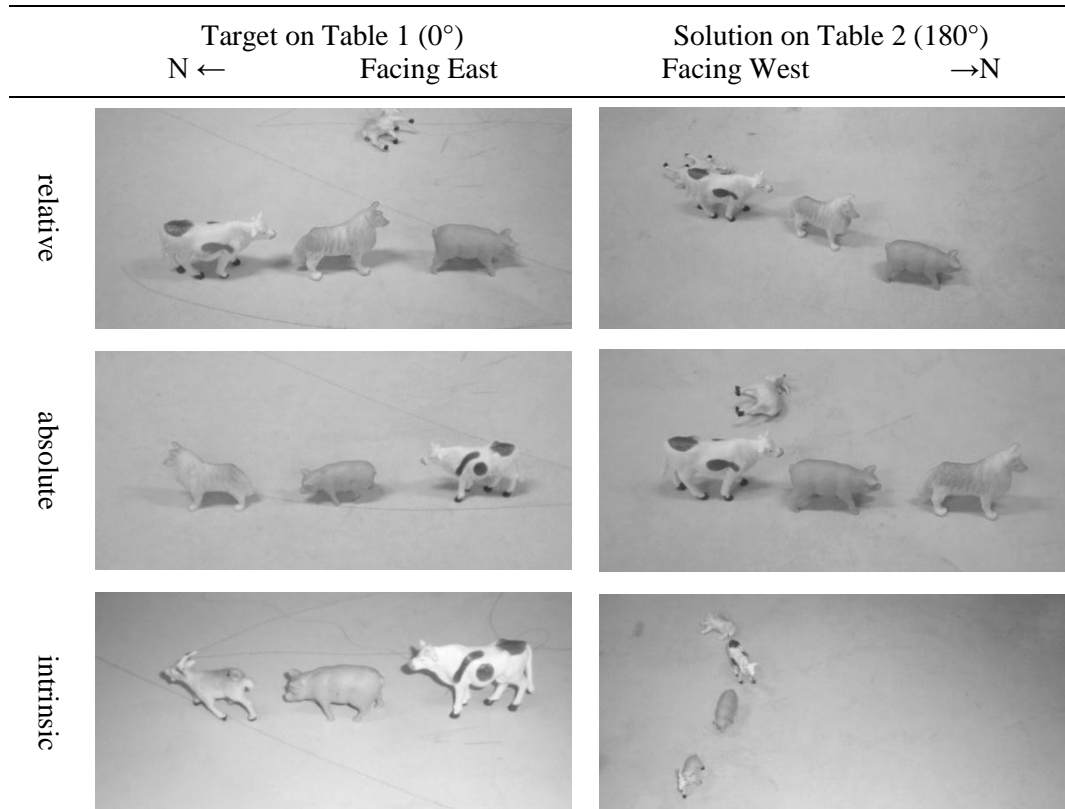 Target on Table 1 (0°) Solution on Table 2 (180°)
N ← Facing East Facing West →N
relative
absolute
intrinsic